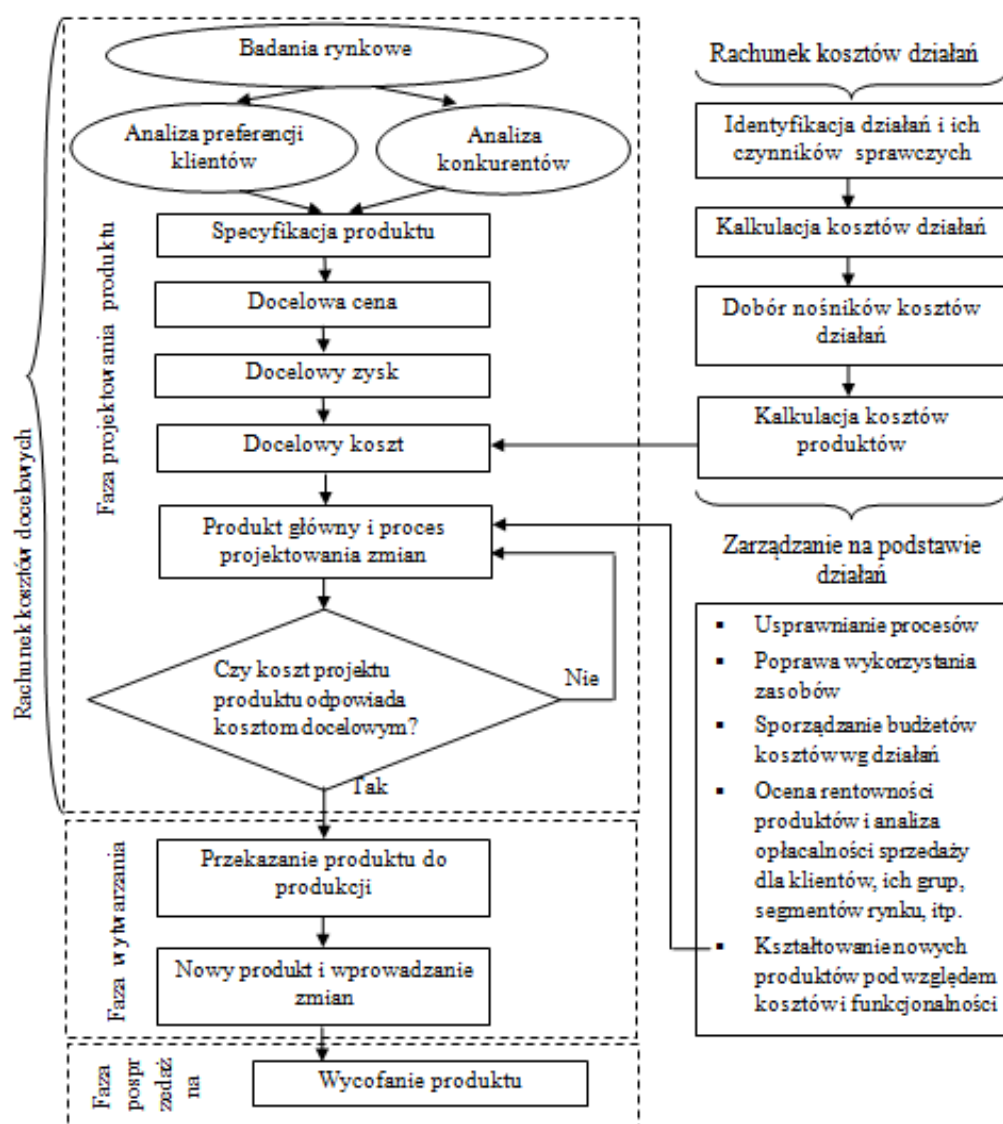 Badania rynkowe
Analiza preferencji
klientów
Analiza
konkurentów
Specyfikacja produktu
Docelowa cena
Docelowy zysk
Docelowy koszt
Produkt główny i proces
projektowania zmian
Czy koszt projektu
produktu odpowiada
kosztom docelowym?
Nie
Tak
Przekazanie produktu do
produkcji
Nowy produkt i wprowadzanie
zmian
Wycofanie produktu
Rachunek kosztów docelowych
Faza projektowania produktu
Faza wytwarzania
Faza
pospr
zedaż
na
Rachunek kosztów działań
Identyfikacja działań i ich
czynników sprawczych
Kalkulacja kosztów działań
Dobór nośników kosztów
działań
Kalkulacja kosztów
produktów
Zarządzanie na podstawie
działań
▪ Usprawnianie procesów
▪ Poprawa wykorzystania
zasobów
▪ Sporządzanie budżetów
kosztów wg działań
▪ Ocena rentowności
produktów i analiza
opłacalności sprzedaży
dla klientów, ich grup,
segmentów rynku, itp.
▪ Kształtowanie nowych
produktów pod względem
kosztów i funkcjonalności